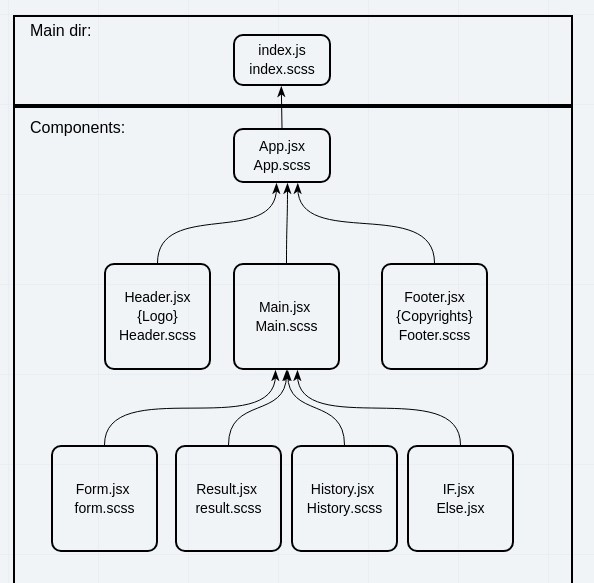 Main dir:
index.js
index.scss
Components:
App.jsx
App.scss
Header.jsx
{Logo}
Header.scss
Main.jsx
Main.scss
Footer.jsx
{Copyrights}
Footer.scss
Form.jsx
form.scss
Result.jsx
result.scss
History.jsx
History.scss
IF.jsx
Else.jsx